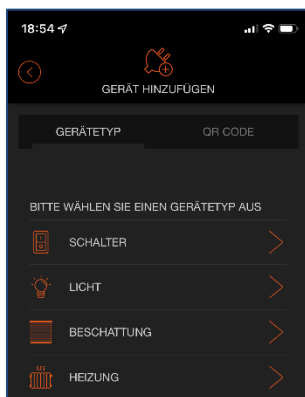 18:54
GERÄT HINZUFÜGEN
GERÄTETYP QR CODE
BITTE WÄHLEN SIE EINEN GERÄTETYP AUS
SCHALTER
LICHT
BESCHATTUNG
HEIZUNG